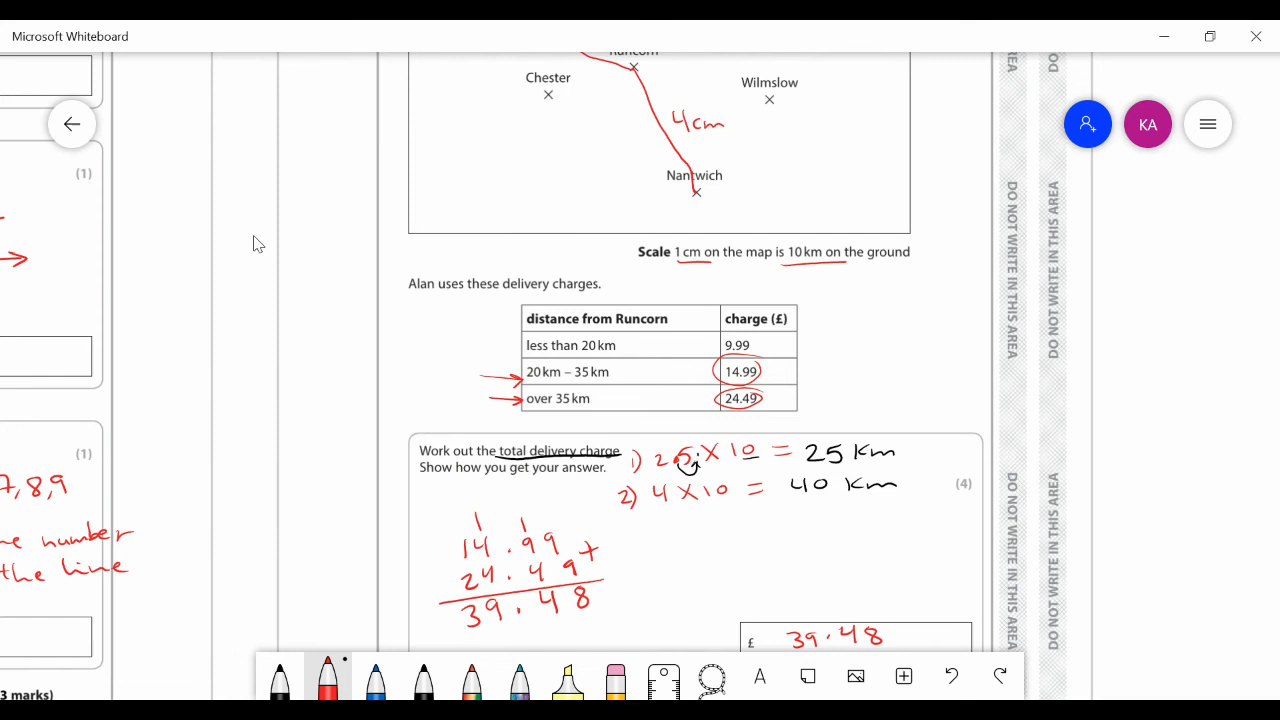 Microsoft Whiteboard
KA
(1)
(1)
7,8,9
number
the line
3 marks)
Runcorn
Chester
Wilmslow
4cm
Nantwich
Scale 1 cm on the map is 10 km on the ground
Alan uses these delivery charges.
distance from Runcorn charge (£)
less than 20 km 9.99
20 km – 35 km 14.99
over 35 km 24.49
Work out the total delivery charge
Show how you get your answer.
1) 2.5 X 10 = 25 Km
2) 4 X 10 = 40 Km
(4)
1 1
14.99 +
24.49
39.48
£ 39.48
DO NOT WRITE IN THIS AREA
DO NOT WRITE IN THIS AREA
DO NOT WRITE IN THIS AREA
DO NOT WRITE IN THIS AREA
A